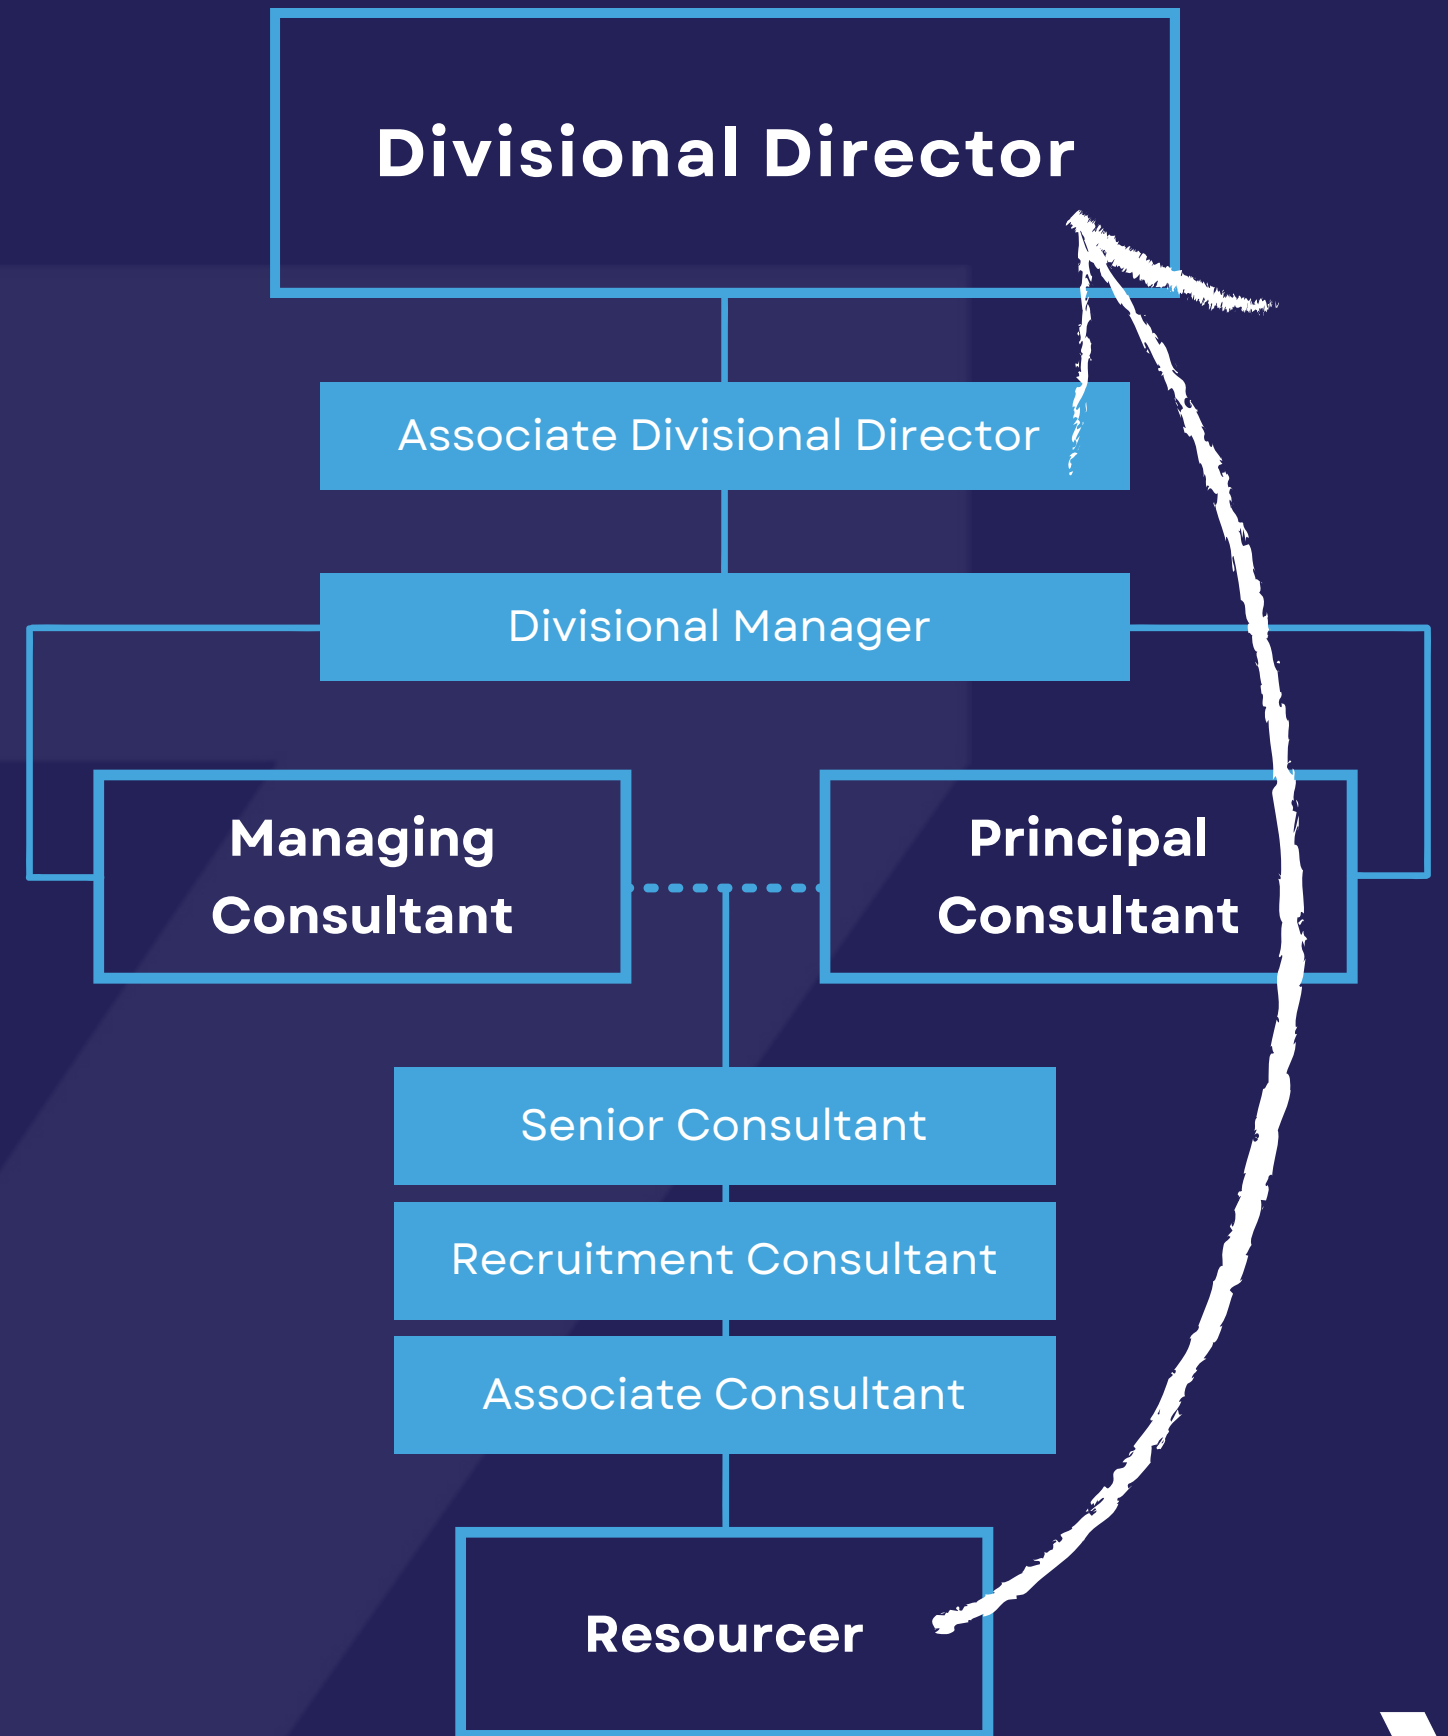 Divisional Director
Associate Divisional Director
Divisional Manager
Managing
Consultant
Principal
Consultant
Senior Consultant
Recruitment Consultant
Associate Consultant
Resourcer